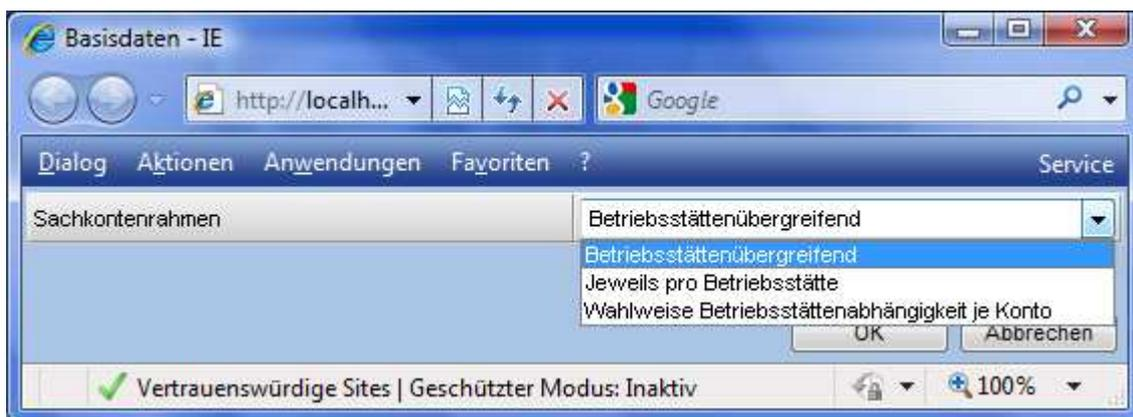 Basisdaten - IE
http://localh... Google
Dialog Aktionen Anwendungen Favoriten ? Service
Sachkontenrahmen Betriebsstättenübergreifend
Betriebsstättenübergreifend
Jeweils pro Betriebsstätte
Wahlweise Betriebsstättenabhängigkeit je Konto
OK Abbrechen
Vertrauenswürdige Sites | Geschützter Modus: Inaktiv 100%